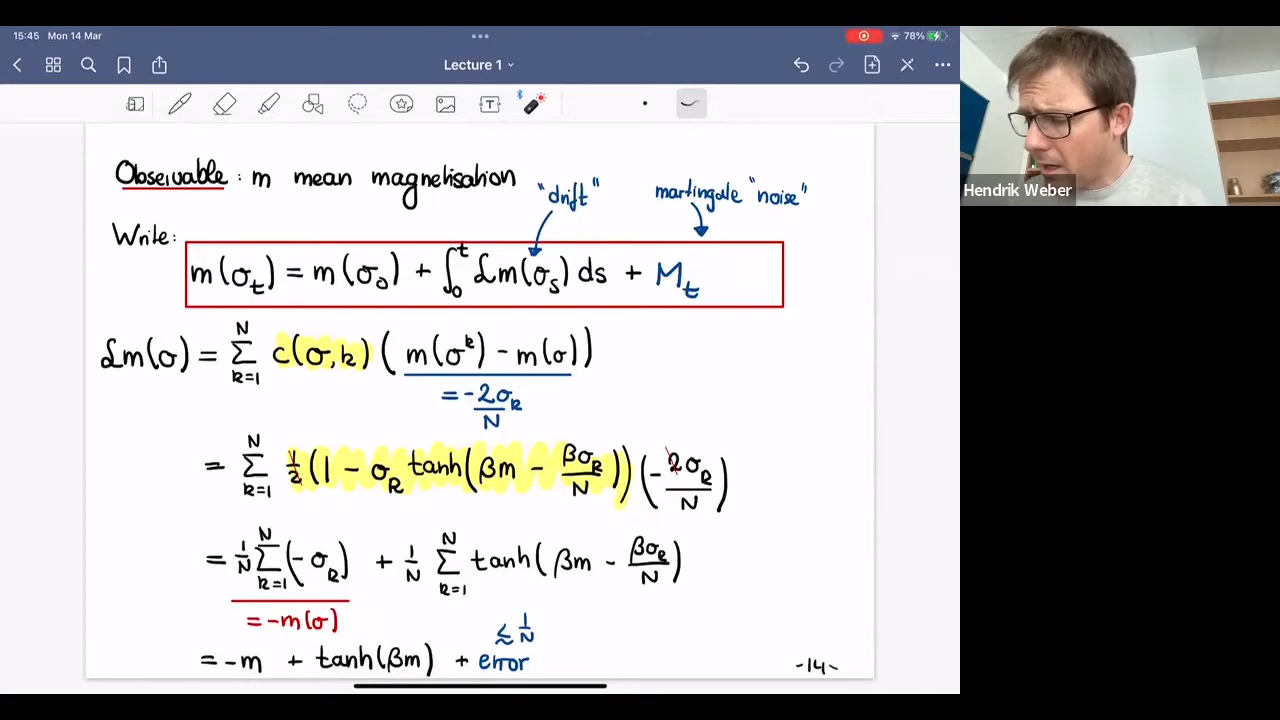 15:45 Mon 14 Mar
78%
Lecture 1
Hendrik Weber
Observable : m mean magnetisation
"drift"
martingale "noise"
Write:
m(σ_t) = m(σ_0) + ∫_0^t ℒm(σ_s) ds + M_t
ℒm(σ) = Σ_{k=1}^N c(σ,k) ( m(σ^k) - m(σ) )
= -2σ_k/N
= Σ_{k=1}^N 1/2 (1 - σ_k tanh(βm - βσ_k/N)) (-2σ_k/N)
= 1/N Σ_{k=1}^N (-σ_k) + 1/N Σ_{k=1}^N tanh(βm - βσ_k/N)
= -m(σ)
≲ 1/N
= -m + tanh(βm) + error
-14-